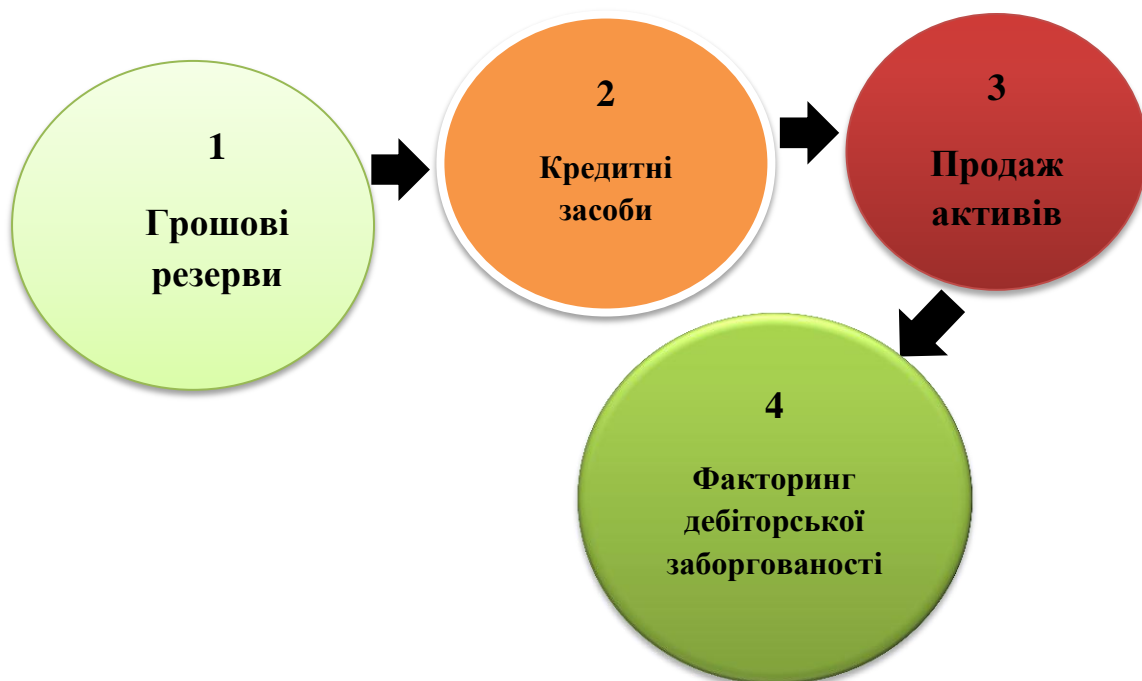 1
Грошові
резерви
2
Кредитні
засоби
3
Продаж
активів
4
Факторинг
дебіторської
заборгованості